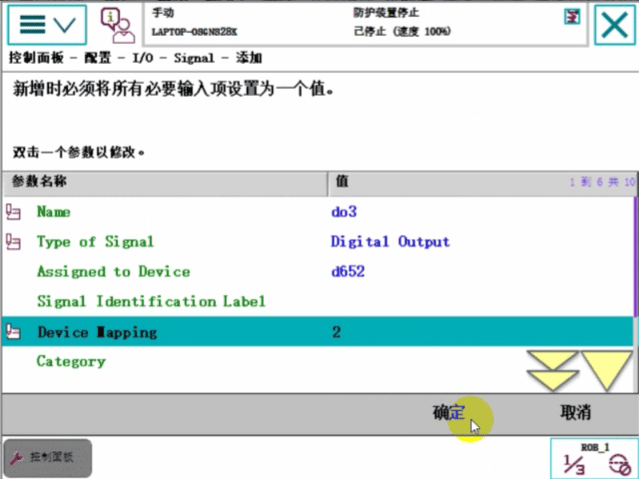 手动
LAPTOP-O3GNS28K
防护装置停止
已停止 (速度 100%)
控制面板 - 配置 - I/O - Signal - 添加
新增时必须将所有必要输入项设置为一个值。
双击一个参数以修改。
参数名称 值 1 到 6 共 10
Name do3
Type of Signal Digital Output
Assigned to Device d652
Signal Identification Label
Device Mapping 2
Category
确定 取消
控制面板
ROB_1
1/3